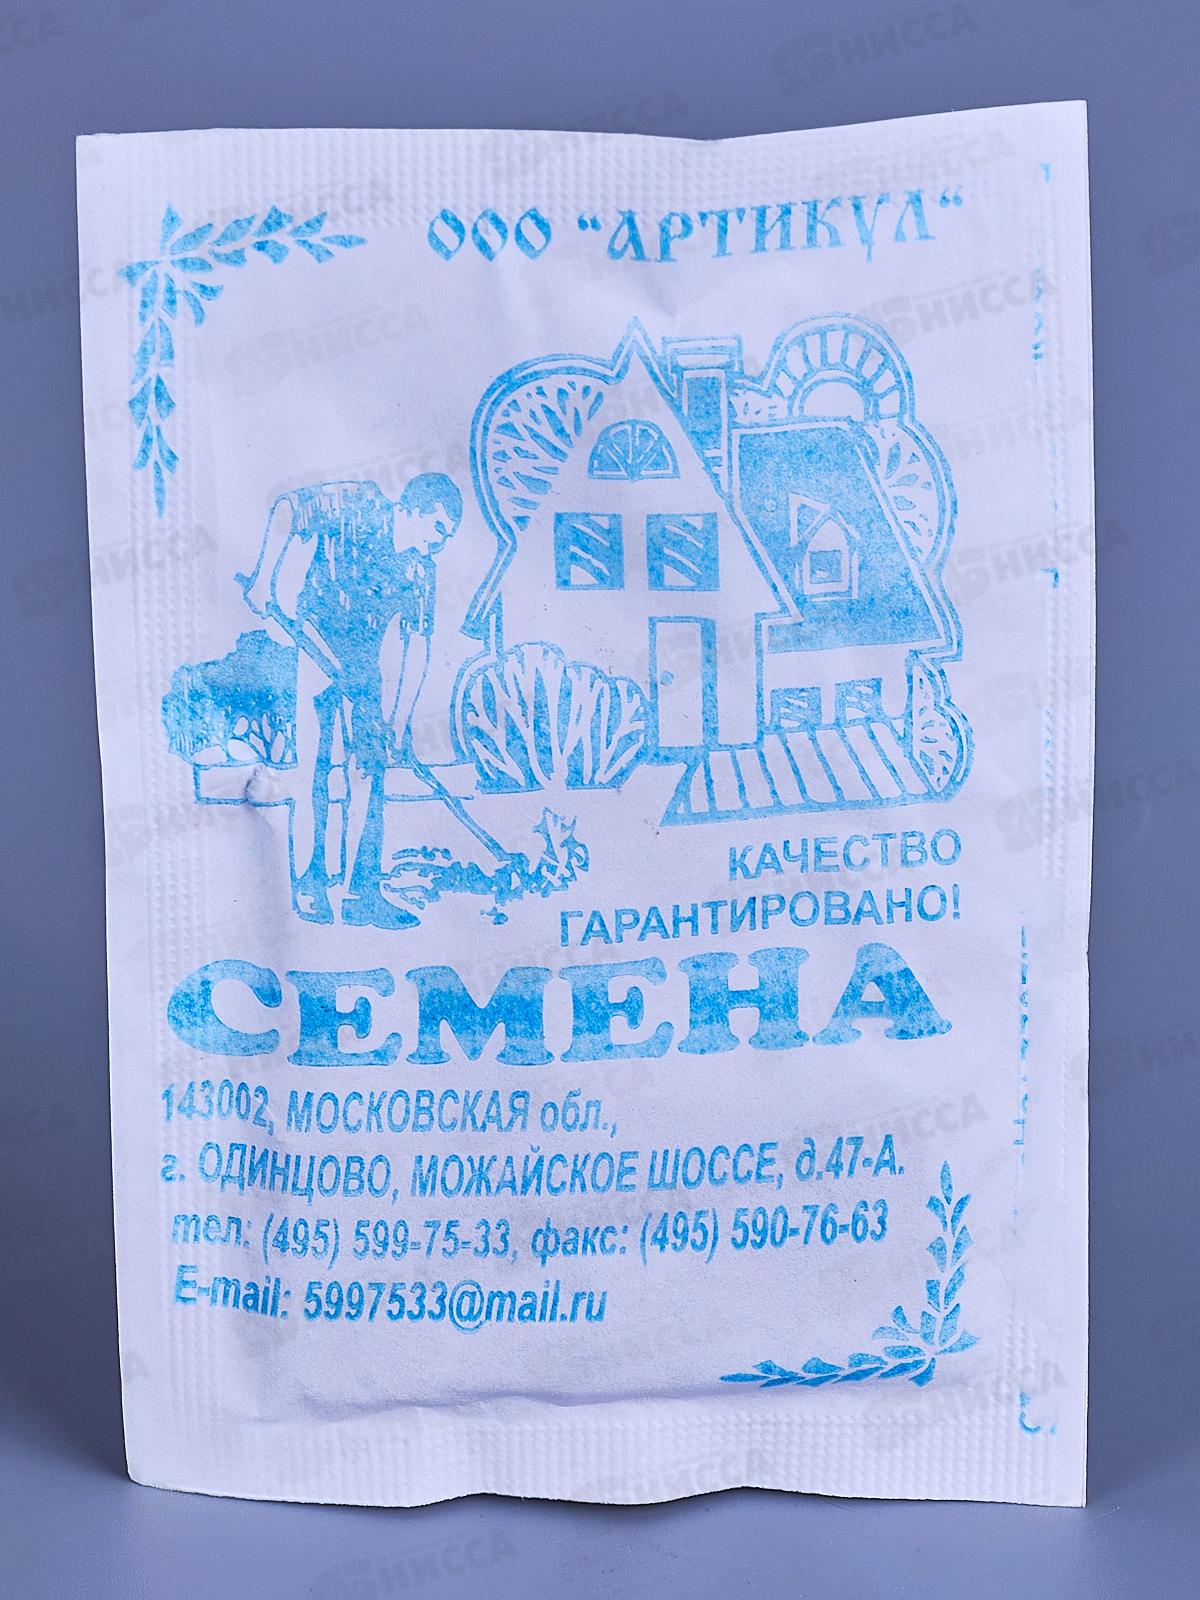 ООО "АРТИКУЛ"
КАЧЕСТВО
ГАРАНТИРОВАНО!
СЕМЕНА
143002, МОСКОВСКАЯ обл.,
г. ОДИНЦОВО, МОЖАЙСКОЕ ШОССЕ, д.47-А.
тел: (495) 599-75-33, факс: (495) 590-76-63
E-mail: 5997533@mail.ru
НИССА